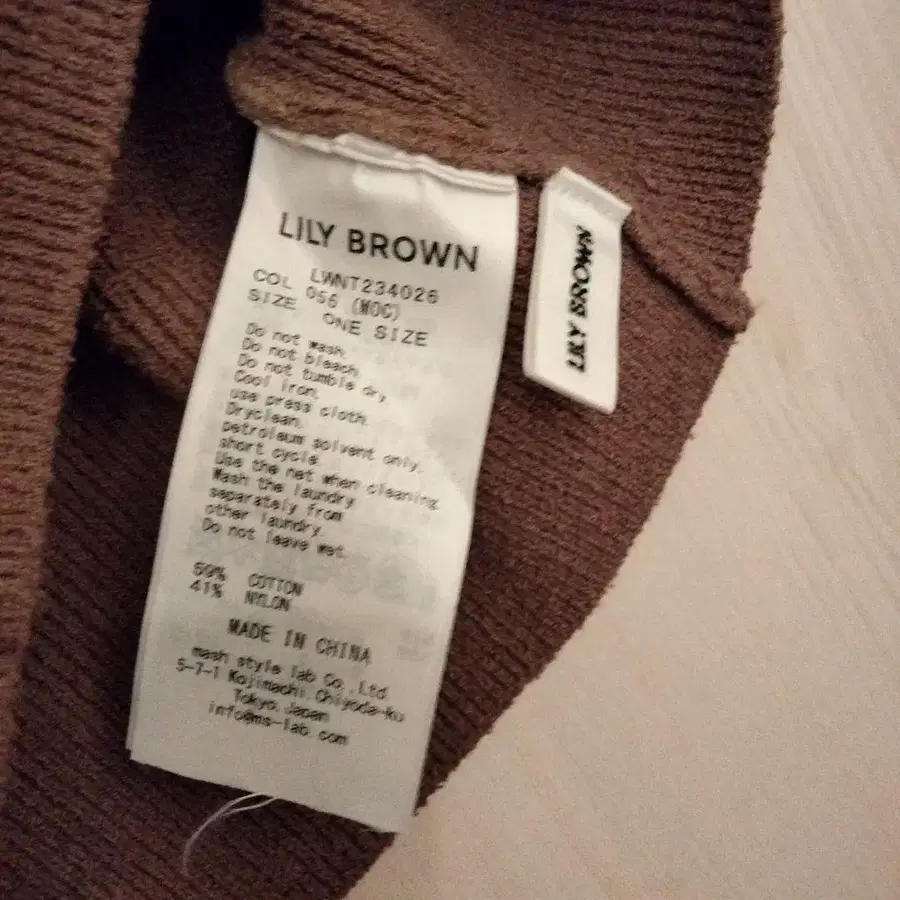 LILY BROWN
LWNT234026
COL 056 (MOC)
SIZE ONE SIZE
Do not wash.
Do not bleach.
Do not tumble dry.
Cool iron,
use press cloth.
Dryclean,
petroleum solvent only,
short cycle.
Use the net when cleaning.
Wash the laundry
separately from
other laundry.
Do not leave wet.
59% COTTON
41% NYLON
MADE IN CHINA
mash style lab Co.,Ltd.
5-7-1 Kojimachi Chiyoda-ku
Tokyo Japan
info@ms-lab.com
LILY BROWN